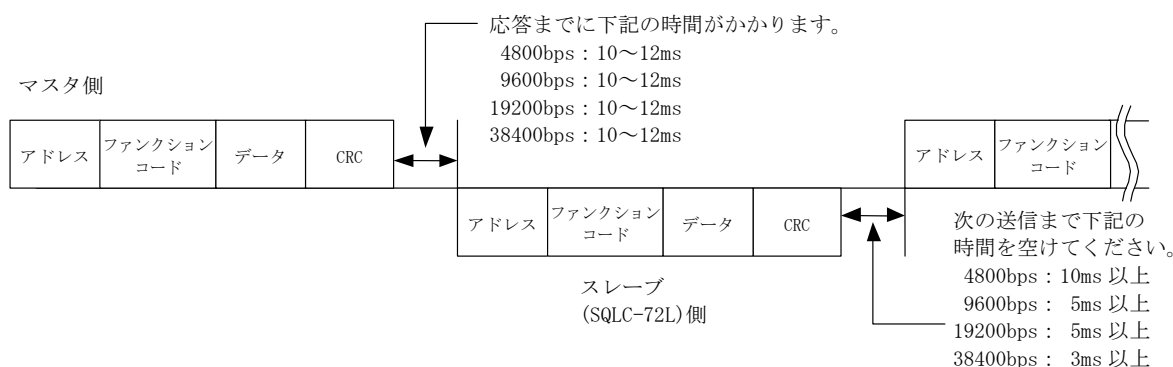 応答までに下記の時間がかかります。
4800bps：10～12ms
9600bps：10～12ms
19200bps：10～12ms
38400bps：10～12ms
マスタ側
アドレス
ファンクション
コード
データ
CRC
アドレス
ファンクション
コード
アドレス
ファンクション
コード
データ
CRC
スレーブ
(SQLC-72L)側
次の送信まで下記の
時間を空けてください。
4800bps：10ms 以上
9600bps： 5ms 以上
19200bps： 5ms 以上
38400bps： 3ms 以上